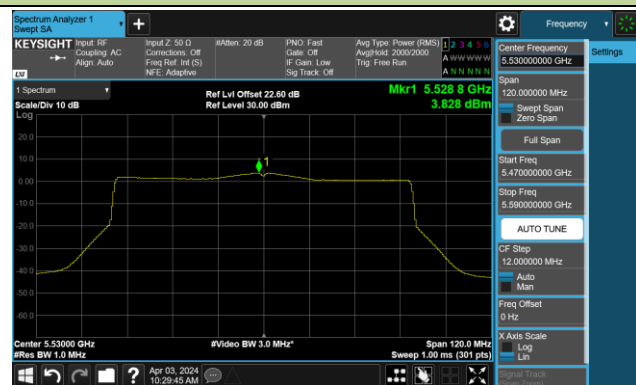 Spectrum Analyzer 1
Swept SA
Frequency
KEYSIGHT
Input: RF
Coupling: AC
Align: Auto
Input Z: 50 Ω
Corrections: Off
Freq Ref: Int (S)
NFE: Adaptive
#Atten: 20 dB
PNO: Fast
Gate: Off
IF Gain: Low
Sig Track: Off
Avg Type: Power (RMS)
Avg|Hold: 2000/2000
Trig: Free Run
1 2 3 4 5 6
A W W W W W
A N N N N N
LXI
1 Spectrum
Scale/Div 10 dB
Log
Ref Lvl Offset 22.60 dB
Ref Level 30.00 dBm
Mkr1 5.528 8 GHz
3.828 dBm
20.0
10.0
0.00
-10.0
-20.0
-30.0
-40.0
-50.0
-60.0
1
Center 5.53000 GHz
#Res BW 1.0 MHz
#Video BW 3.0 MHz*
Span 120.0 MHz
Sweep 1.00 ms (301 pts)
Center Frequency
5.530000000 GHz
Settings
Span
120.000000 MHz
Swept Span
Zero Span
Full Span
Start Freq
5.470000000 GHz
Stop Freq
5.590000000 GHz
AUTO TUNE
CF Step
12.000000 MHz
Auto
Man
Freq Offset
0 Hz
X Axis Scale
Log
Lin
Signal Track
(Span Zoom)
?
Apr 03, 2024
10:29:45 AM